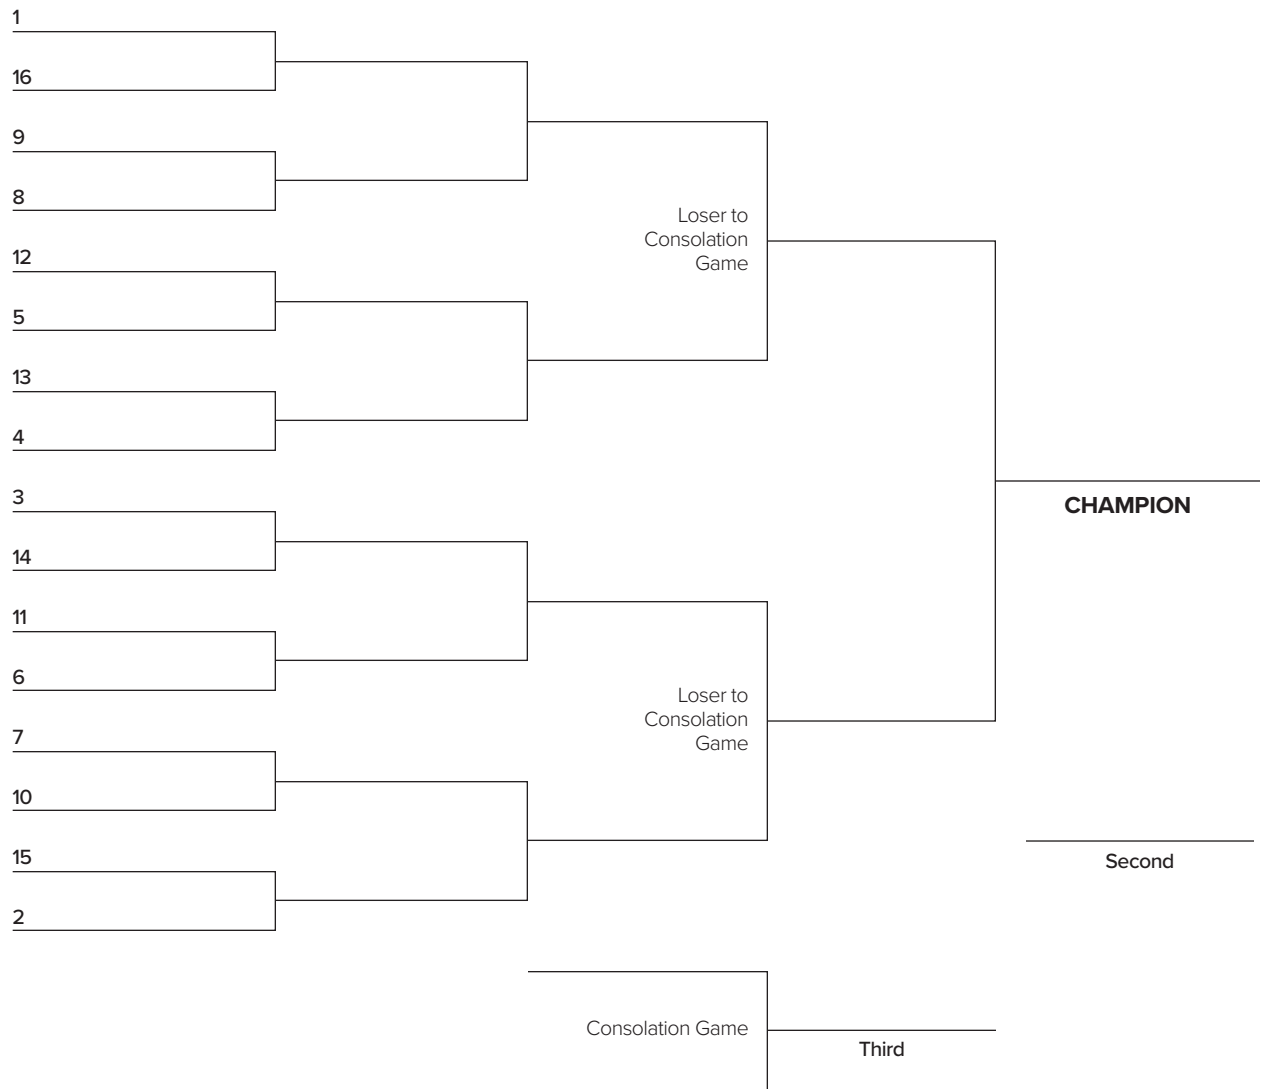 1
16
9
8
Loser to
Consolation
Game
12
5
13
4
3
CHAMPION
14
11
6
Loser to
Consolation
Game
7
10
15
Second
2
Consolation Game
Third